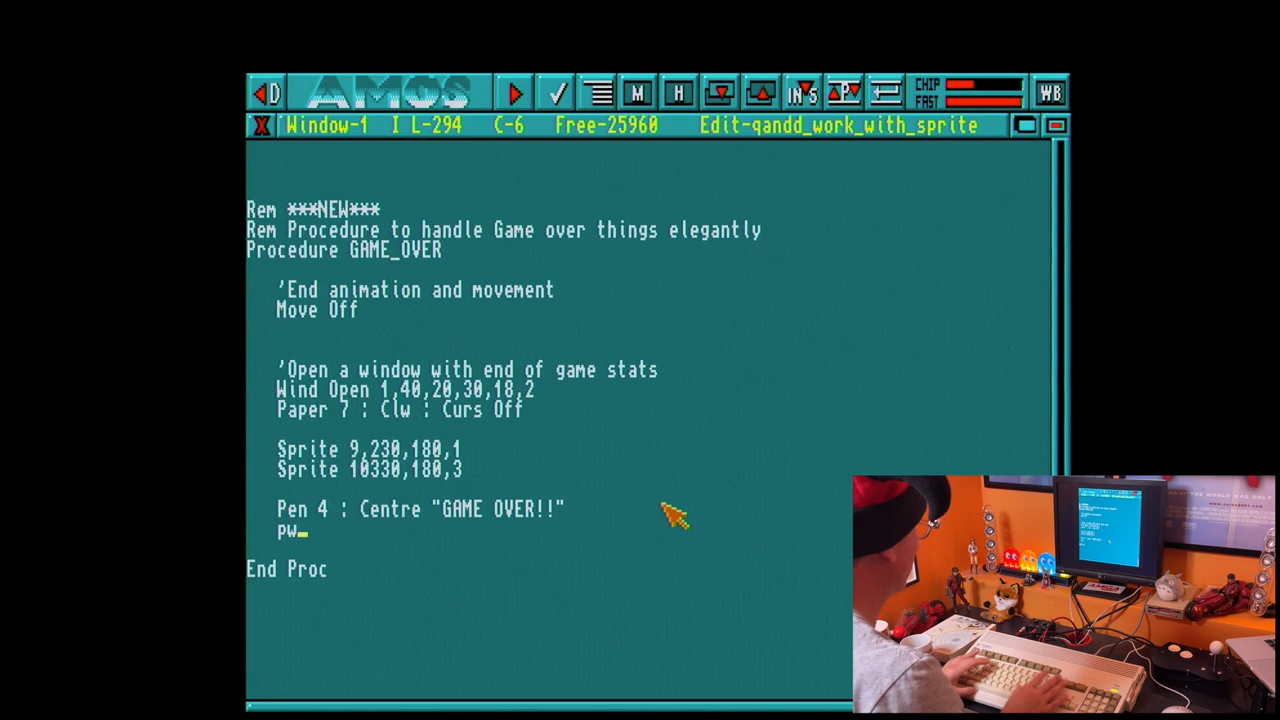 D AMOS M H INS P CHIP FAST WB
X Window-1 I L-294 C-6 Free-25960 Edit-qandd_work_with_sprite
Rem ***NEW***
Rem Procedure to handle Game over things elegantly
Procedure GAME_OVER
'End animation and movement
Move Off
'Open a window with end of game stats
Wind Open 1,40,20,30,18,2
Paper 7 : Clw : Curs Off
Sprite 9,230,180,1
Sprite 10330,180,3
Pen 4 : Centre "GAME OVER!!"
pw
End Proc